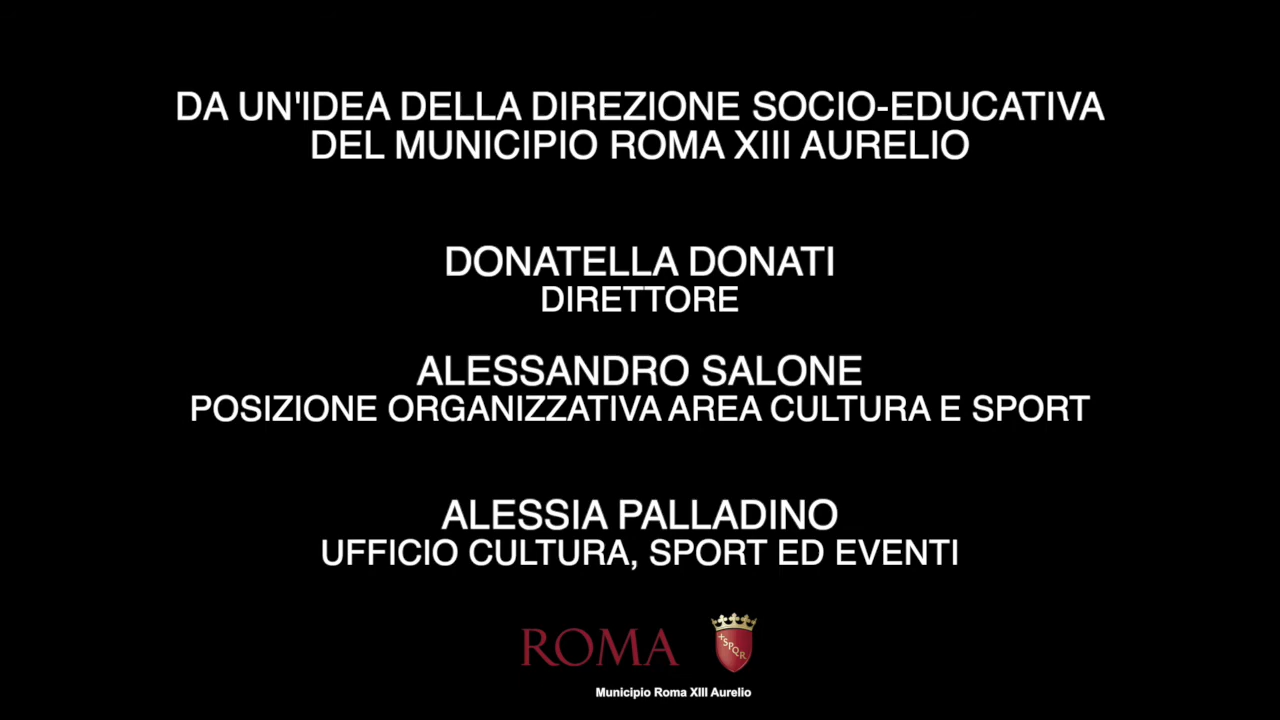 DA UN'IDEA DELLA DIREZIONE SOCIO-EDUCATIVA
DEL MUNICIPIO ROMA XIII AURELIO
DONATELLA DONATI
DIRETTORE
ALESSANDRO SALONE
POSIZIONE ORGANIZZATIVA AREA CULTURA E SPORT
ALESSIA PALLADINO
UFFICIO CULTURA, SPORT ED EVENTI
ROMA
SPQR
Municipio Roma XIII Aurelio